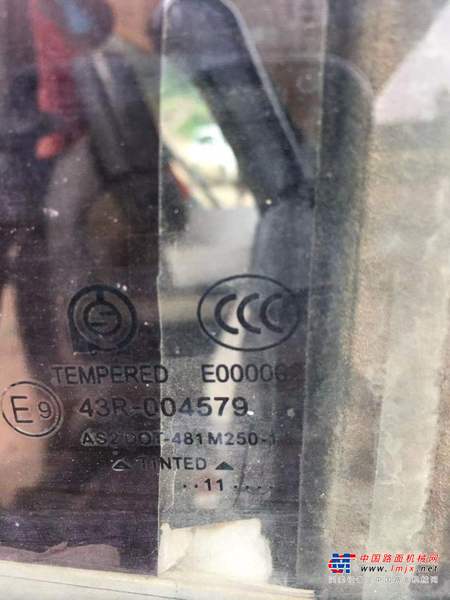 CCC
TEMPERED E00006
E9 43R-004579
AS2 DOT-481 M250-1
TINTED
··11····
中国路面机械网
www.lmjx.net